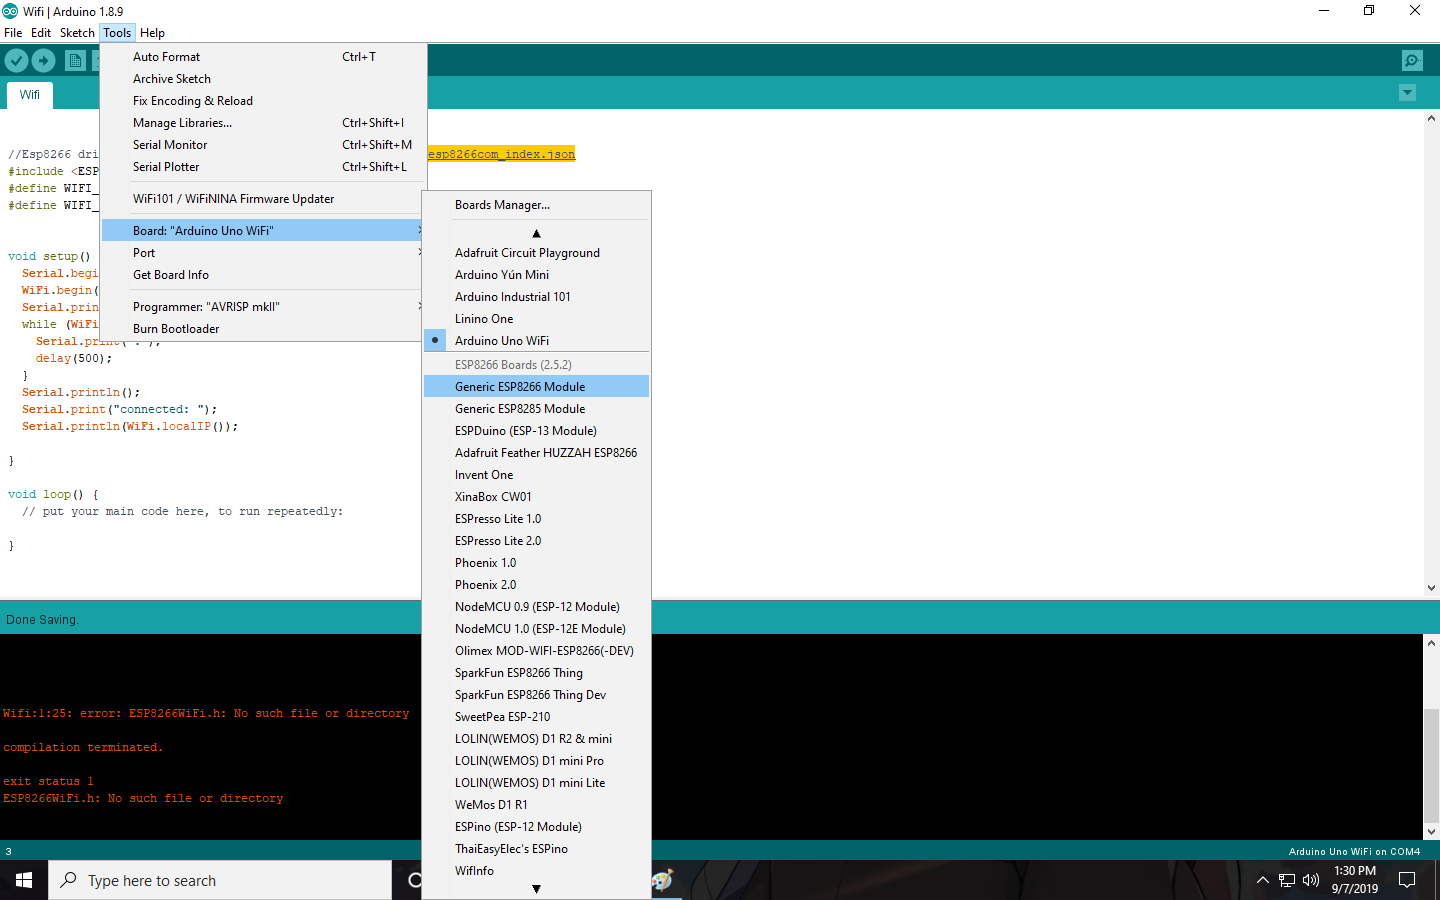 Wifi | Arduino 1.8.9
File Edit Sketch Tools Help
Auto Format Ctrl+T
Archive Sketch
Fix Encoding & Reload
Manage Libraries... Ctrl+Shift+I
Serial Monitor Ctrl+Shift+M
Serial Plotter Ctrl+Shift+L
WiFi101 / WiFiNINA Firmware Updater
Board: "Arduino Uno WiFi"
Port
Get Board Info
Programmer: "AVRISP mkII"
Burn Bootloader
Boards Manager...
Adafruit Circuit Playground
Arduino Yún Mini
Arduino Industrial 101
Linino One
Arduino Uno WiFi
ESP8266 Boards (2.5.2)
Generic ESP8266 Module
Generic ESP8285 Module
ESPDuino (ESP-13 Module)
Adafruit Feather HUZZAH ESP8266
Invent One
XinaBox CW01
ESPresso Lite 1.0
ESPresso Lite 2.0
Phoenix 1.0
Phoenix 2.0
NodeMCU 0.9 (ESP-12 Module)
NodeMCU 1.0 (ESP-12E Module)
Olimex MOD-WIFI-ESP8266(-DEV)
SparkFun ESP8266 Thing
SparkFun ESP8266 Thing Dev
SweetPea ESP-210
LOLIN(WEMOS) D1 R2 & mini
LOLIN(WEMOS) D1 mini Pro
LOLIN(WEMOS) D1 mini Lite
WeMos D1 R1
ESPino (ESP-12 Module)
ThaiEasyElec's ESPino
WifInfo
Wifi
//Esp8266 dri esp8266com_index.json
#include <ESP
#define WIFI_
#define WIFI_
void setup()
Serial.begi
WiFi.begin(
Serial.prin
while (WiFi
Serial.print(".");
delay(500);
}
Serial.println();
Serial.print("connected: ");
Serial.println(WiFi.localIP());
}
void loop() {
// put your main code here, to run repeatedly:
}
Done Saving.
Wifi:1:25: error: ESP8266WiFi.h: No such file or directory
compilation terminated.
exit status 1
ESP8266WiFi.h: No such file or directory
3 Arduino Uno WiFi on COM4
Type here to search
1:30 PM
9/7/2019